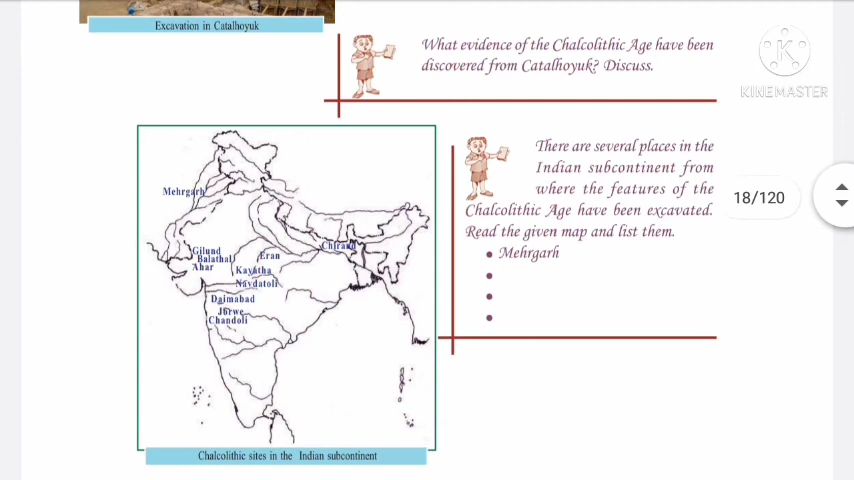 Excavation in Catalhoyuk
What evidence of the Chalcolithic Age have been
discovered from Catalhoyuk? Discuss.
KINEMASTER
There are several places in the
Indian subcontinent from
where the features of the
Chalcolithic Age have been excavated.
Read the given map and list them.
• Mehrgarh
•
•
•
18/120
Mehrgarh
Gilund
Balathal
Ahar
Eran
Kayatha
Navdatoli
Chirand
Daimabad
Jorwe
Chandoli
Chalcolithic sites in the Indian subcontinent